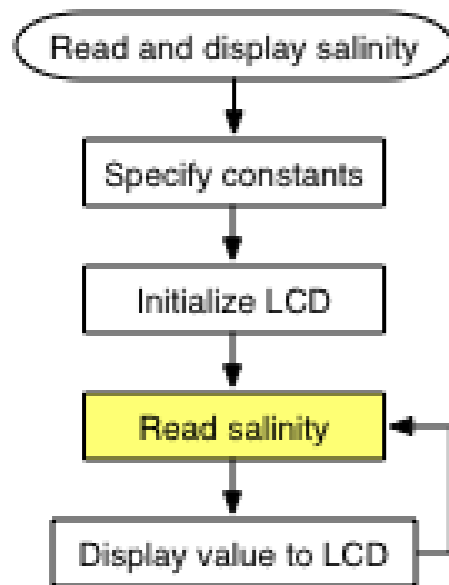 Read and display salinity
Specify constants
Initialize LCD
Read salinity
Display value to LCD